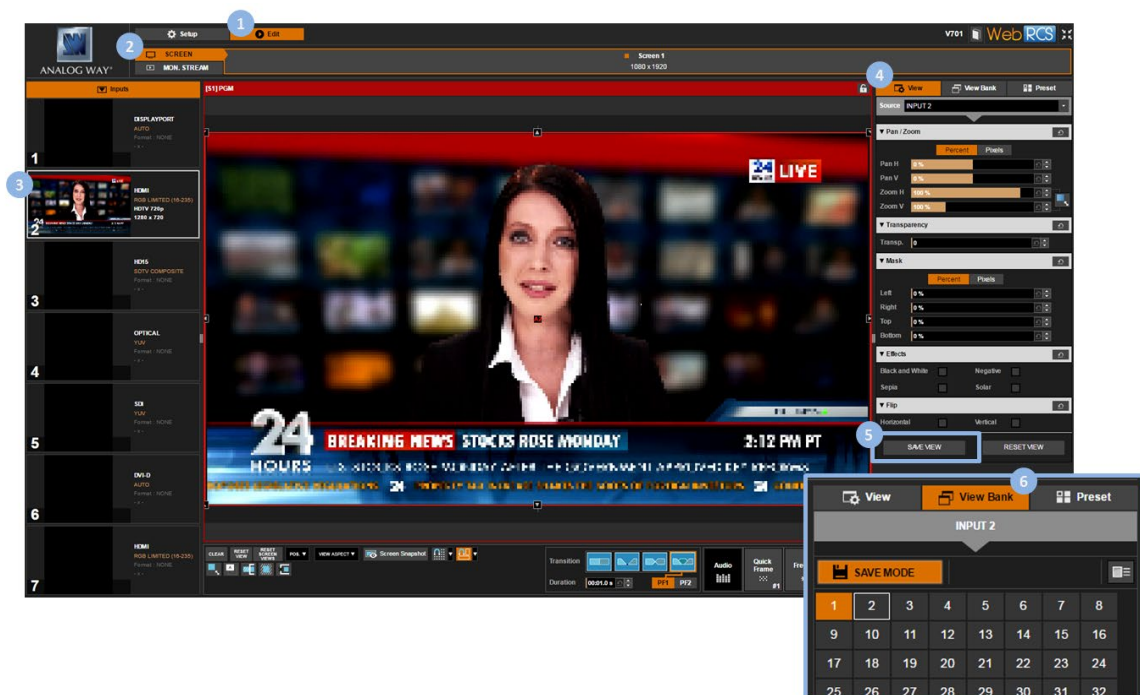 1
Setup
Edit
2
SCREEN
MON. STREAM
Screen 1
1080 x 1920
V701
Web RCS
ANALOG WAY®
Inputs
[S1] PGM
4
View
View Bank
Preset
Source INPUT 2
Pan / Zoom
Percent Pixels
Pan H 0 %
Pan V 0 %
Zoom H 100 %
Zoom V 100 %
Transparency
Transp. 0
Mask
Percent Pixels
Left 0 %
Right 0 %
Top 0 %
Bottom 0 %
Effects
Black and White Negative
Sepia Solar
Flip
Horizontal Vertical
5
SAVE VIEW
RESET VIEW
DISPLAYPORT
AUTO
Format : NONE
- x -
1
3
HDMI
RGB LIMITED (16-235)
HDTV 720p
1280 x 720
2
HD15
SDTV COMPOSITE
Format : NONE
- x -
3
OPTICAL
YUV
Format : NONE
- x -
4
SDI
YUV
Format : NONE
- x -
5
DVI-D
AUTO
Format : NONE
- x -
6
HDMI
RGB LIMITED (16-235)
Format : NONE
- x -
7
24 LIVE
24
HOURS
BREAKING NEWS STOCKS ROSE MONDAY
2:12 PM PT
CLEAR
RESET VIEW
RESET SCREEN VIEWS
POS.
VIEW ASPECT
Screen Snapshot
Transition
Duration 00:01.0 s
PF1 PF2
Audio
Quick Frame
#1
6
View
View Bank
Preset
INPUT 2
SAVE MODE
1 2 3 4 5 6 7 8
9 10 11 12 13 14 15 16
17 18 19 20 21 22 23 24
25 26 27 28 29 30 31 32